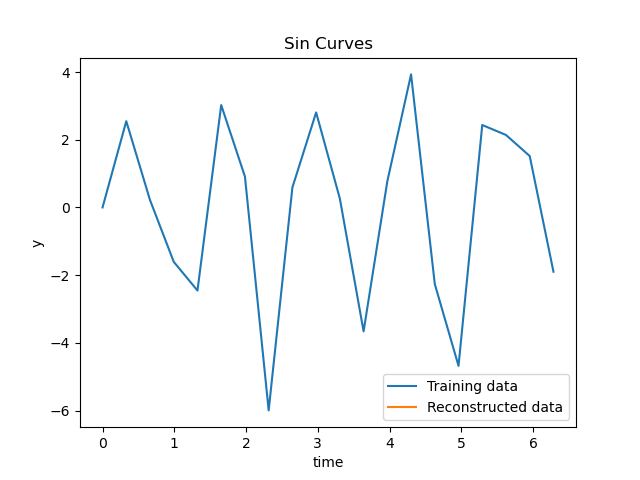 Sin Curves
4
2
0
−2
−4
−6
y
0 1 2 3 4 5 6
time
Training data
Reconstructed data